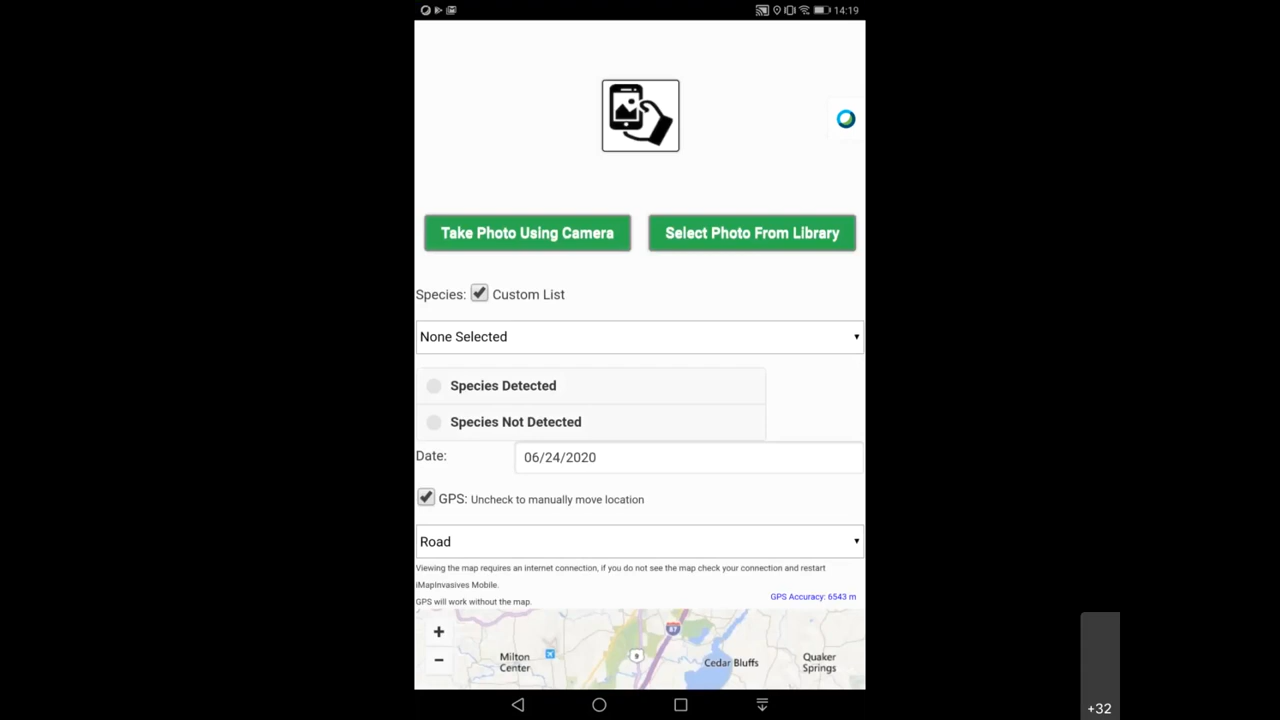 14:19
Take Photo Using Camera
Select Photo From Library
Species: Custom List
None Selected
Species Detected
Species Not Detected
Date: 06/24/2020
GPS: Uncheck to manually move location
Road
Viewing the map requires an internet connection, if you do not see the map check your connection and restart
iMapInvasives Mobile.
GPS Accuracy: 6543 m
GPS will work without the map.
+
87
9
Milton
Center
Cedar Bluffs
Quaker
Springs
−
+32